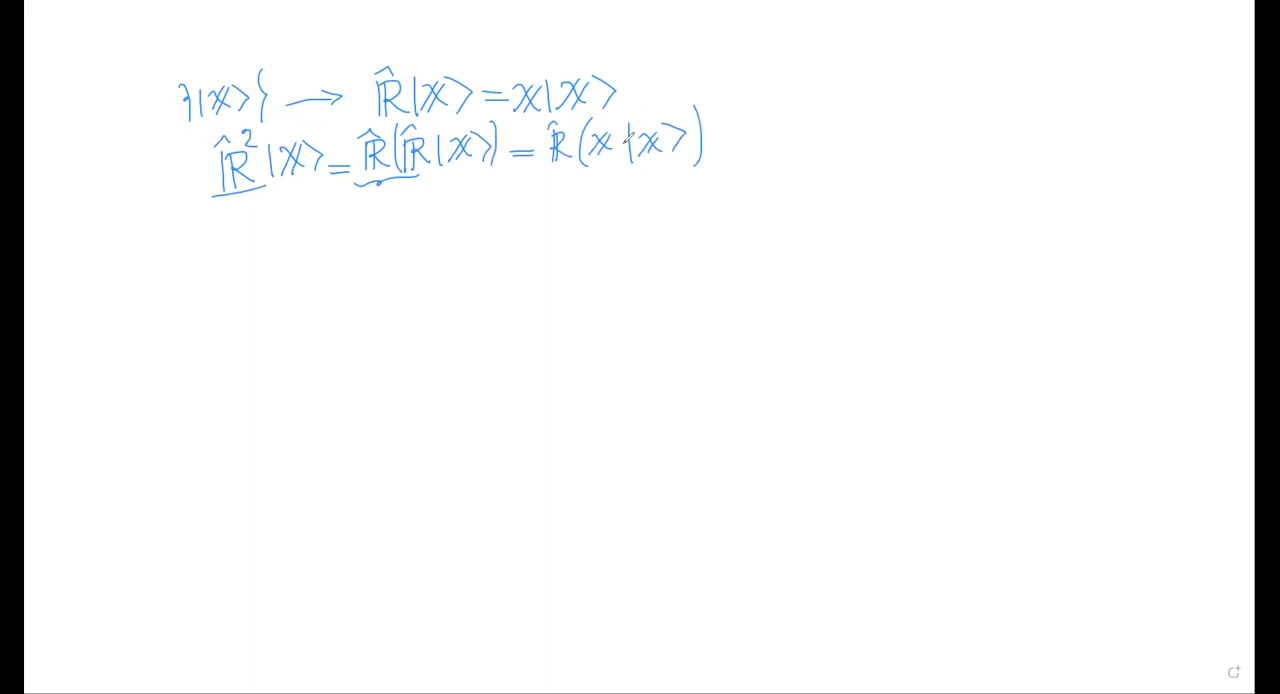 {|x⟩} → R̂|x⟩ = x|x⟩
R̂²|x⟩ = R̂(R̂|x⟩) = R̂(x|x⟩)